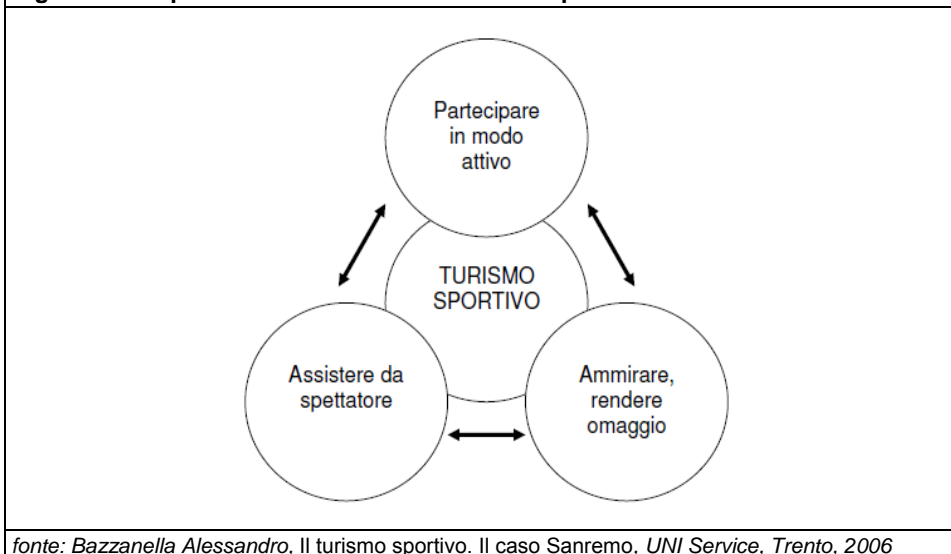 Partecipare
in modo
attivo
TURISMO
SPORTIVO
Assistere da
spettatore
Ammirare,
rendere
omaggio
fonte: Bazzanella Alessandro, Il turismo sportivo. Il caso Sanremo, UNI Service, Trento, 2006